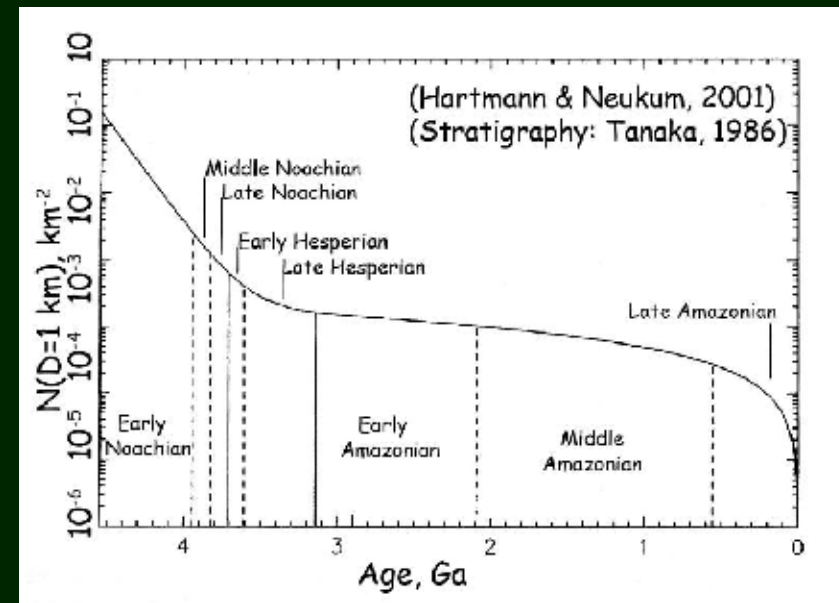 (Hartmann & Neukum, 2001)
(Stratigraphy: Tanaka, 1986)
N(D=1 km), km-2
10
10-1
10-2
10-3
10-4
10-5
10-6
Middle Noachian
Late Noachian
Early Hesperian
Late Hesperian
Late Amazonian
Early
Noachian
Early
Amazonian
Middle
Amazonian
4
3
2
1
0
Age, Ga